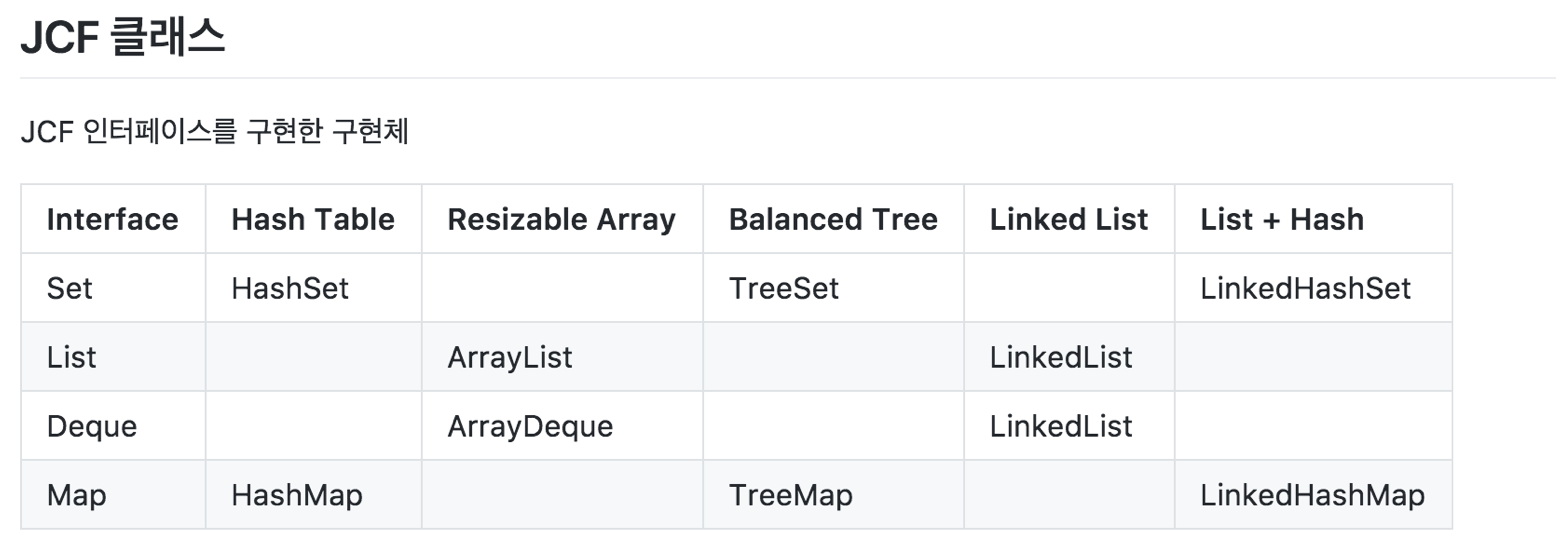 JCF 클래스
JCF 인터페이스를 구현한 구현체
Interface Hash Table Resizable Array Balanced Tree Linked List List + Hash
Set HashSet TreeSet LinkedHashSet
List ArrayList LinkedList
Deque ArrayDeque LinkedList
Map HashMap TreeMap LinkedHashMap